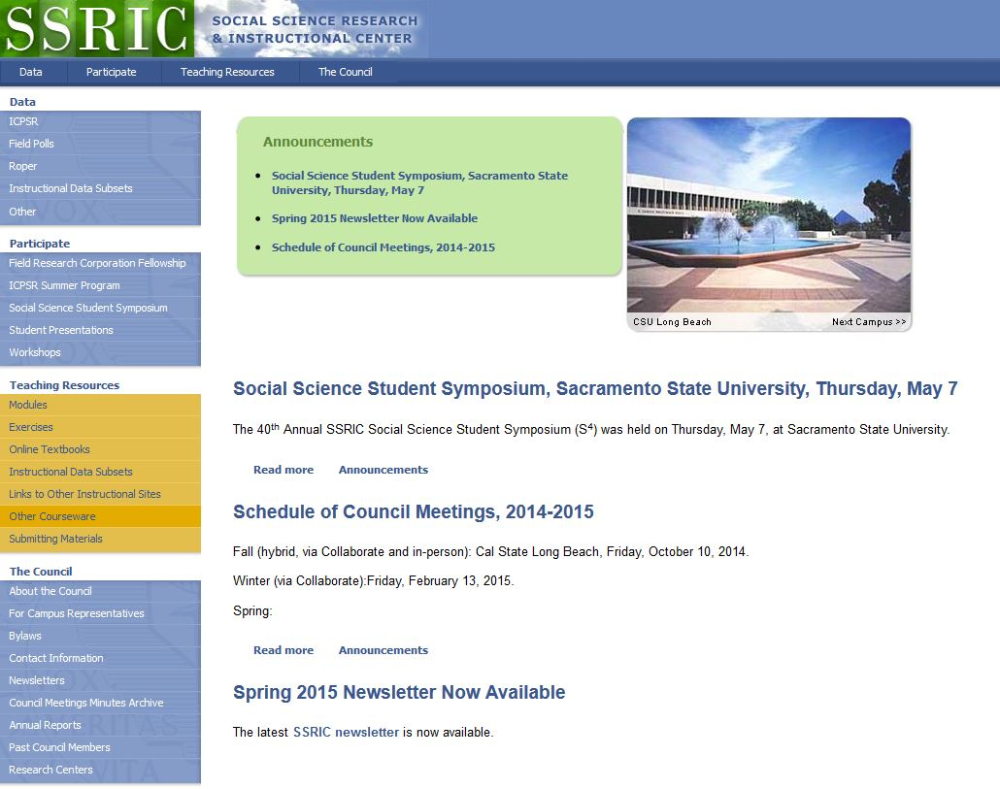 SSRIC
SOCIAL SCIENCE RESEARCH
& INSTRUCTIONAL CENTER
Data
Participate
Teaching Resources
The Council
Data
ICPSR
Field Polls
Roper
Instructional Data Subsets
Other
VOX
Participate
Field Research Corporation Fellowship
ICPSR Summer Program
Social Science Student Symposium
Student Presentations
Workshops
VOX
Teaching Resources
Modules
Exercises
Online Textbooks
Instructional Data Subsets
Links to Other Instructional Sites
Other Courseware
Submitting Materials
The Council
About the Council
For Campus Representatives
Bylaws
Contact Information
Newsletters
Council Meetings Minutes Archive
Annual Reports
Past Council Members
Research Centers
VOX
VERITAS
VITA
Announcements
Social Science Student Symposium, Sacramento State
University, Thursday, May 7
Spring 2015 Newsletter Now Available
Schedule of Council Meetings, 2014-2015
CSU Long Beach
Next Campus >>
Social Science Student Symposium, Sacramento State University, Thursday, May 7
The 40th Annual SSRIC Social Science Student Symposium (S4) was held on Thursday, May 7, at Sacramento State University.
Read more Announcements
Schedule of Council Meetings, 2014-2015
Fall (hybrid, via Collaborate and in-person): Cal State Long Beach, Friday, October 10, 2014.
Winter (via Collaborate):Friday, February 13, 2015.
Spring:
Read more Announcements
Spring 2015 Newsletter Now Available
The latest SSRIC newsletter is now available.